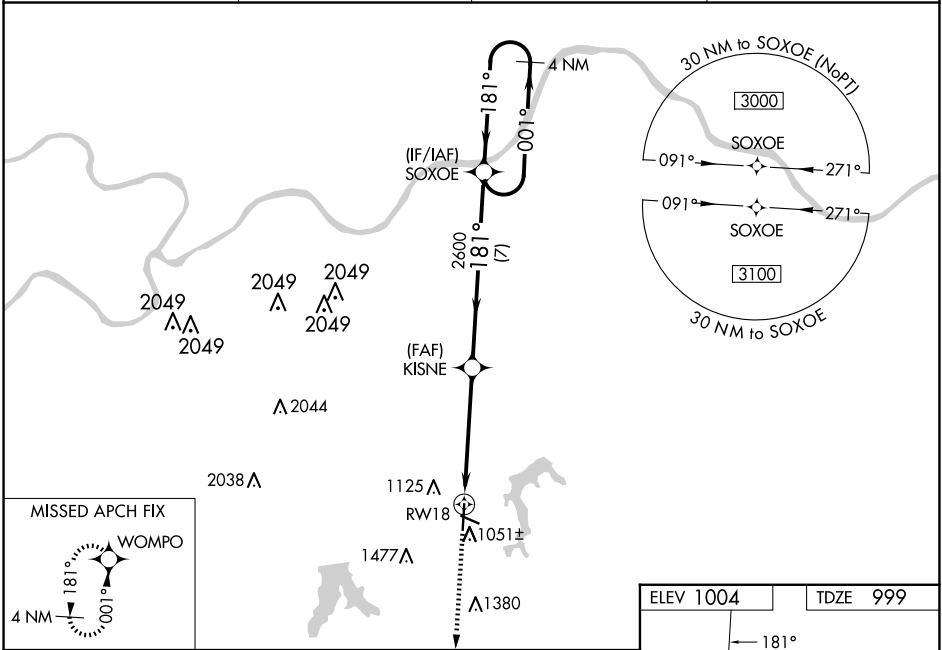 30 NM to SOXOE (NoPT)
3000
SOXOE
091°
271°
091°
271°
SOXOE
3100
30 NM to SOXOE
4 NM
181°
001°
(IF/IAF)
SOXOE
2600
181°
(7)
2049
2049
2049
2049
2049
(FAF)
KISNE
2044
2038
1125
RW18
1051±
1477
1380
MISSED APCH FIX
WOMPO
181°
001°
4 NM
ELEV 1004
TDZE 999
181°